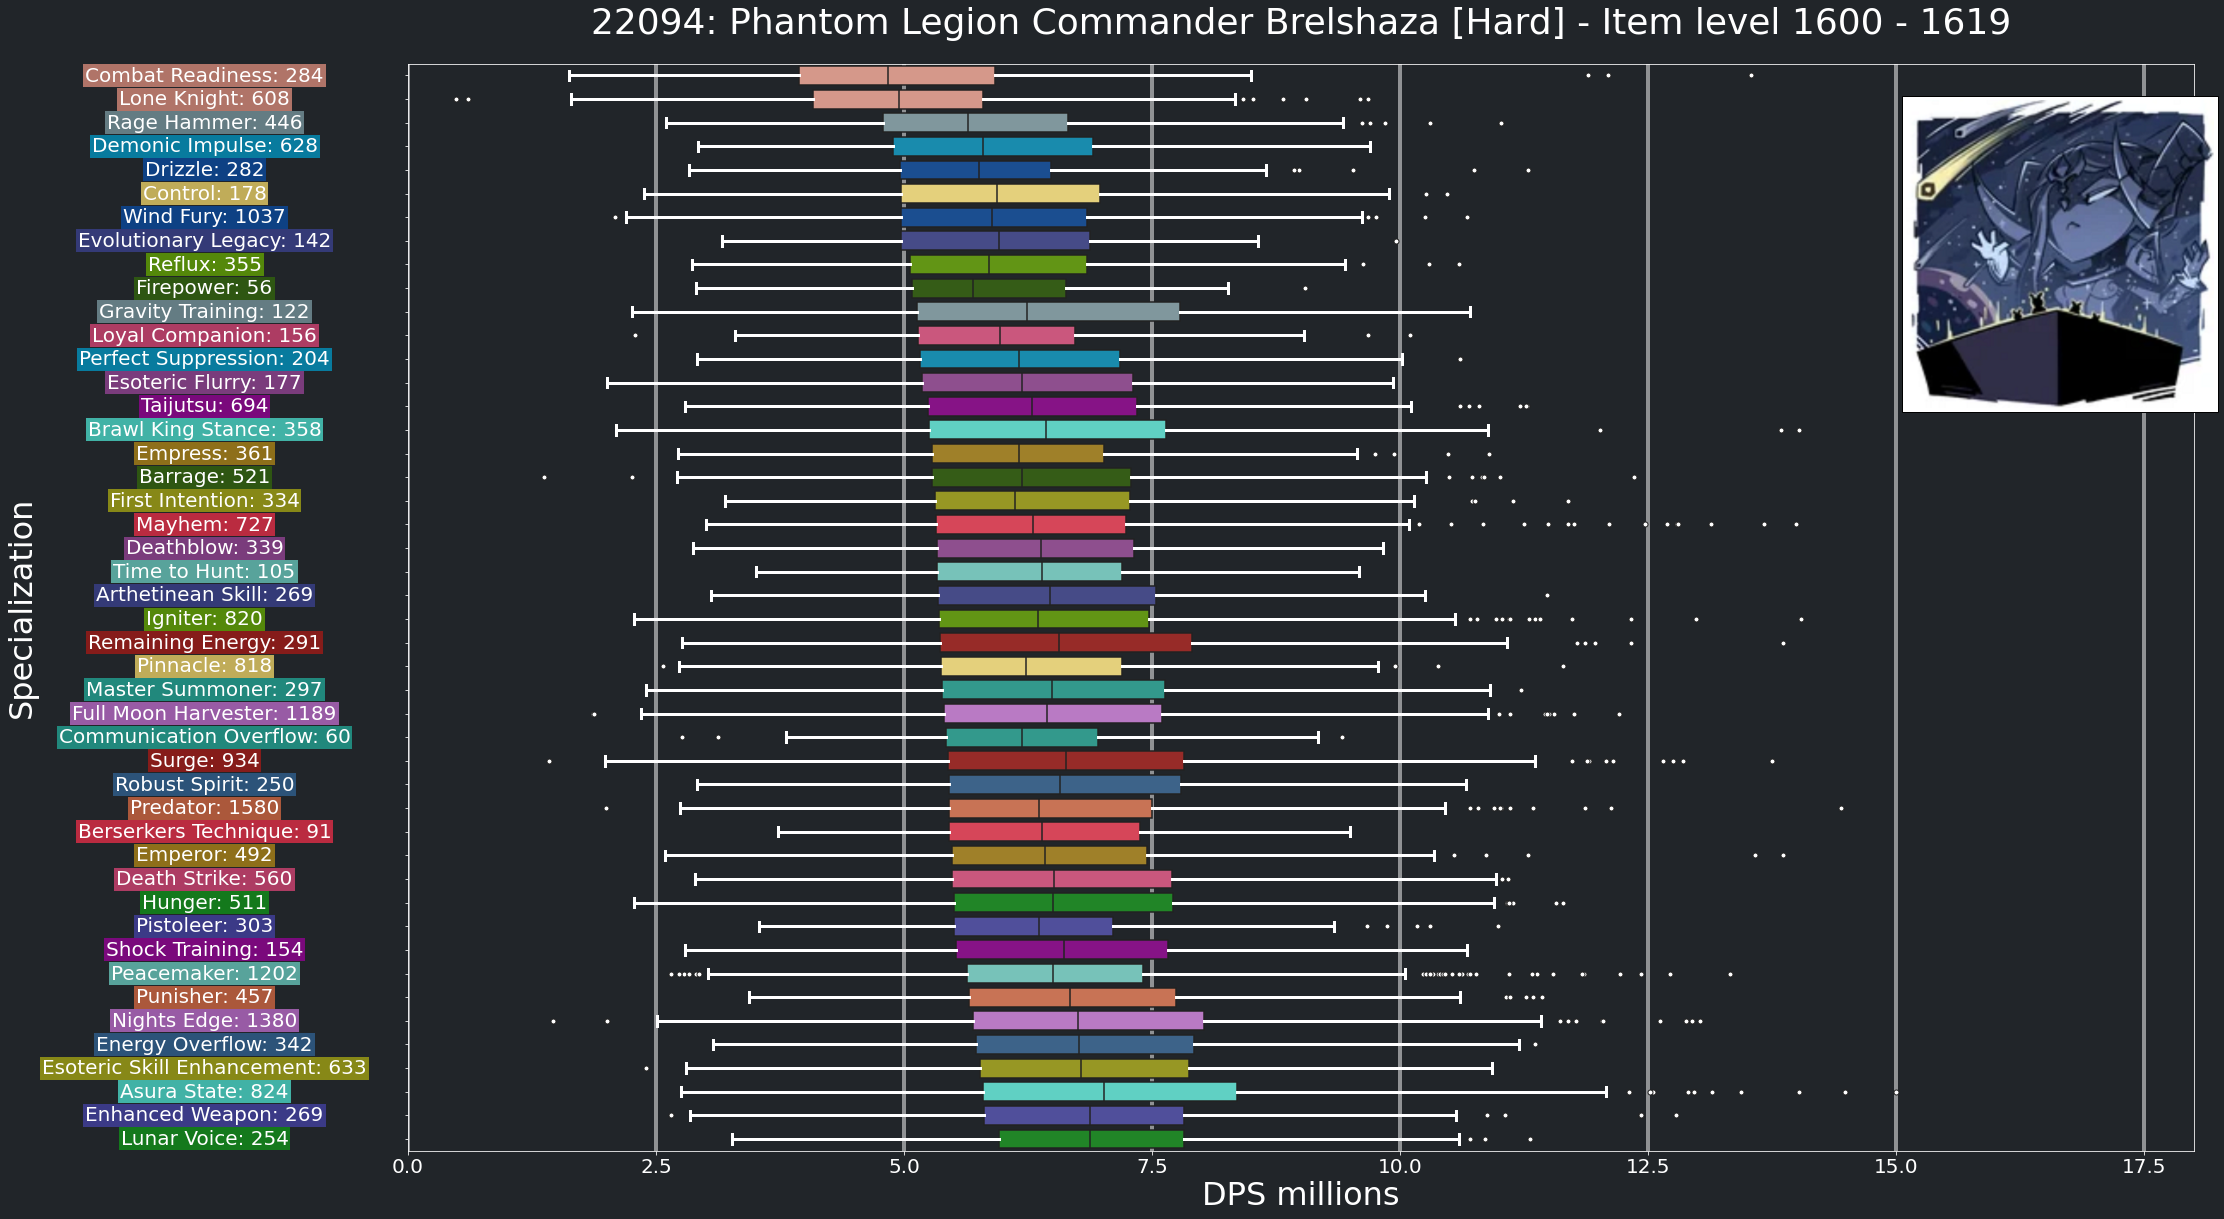 22094: Phantom Legion Commander Brelshaza [Hard] - Item level 1600 - 1619
Combat Readiness: 284
Lone Knight: 608
Rage Hammer: 446
Demonic Impulse: 628
Drizzle: 282
Control: 178
Wind Fury: 1037
Evolutionary Legacy: 142
Reflux: 355
Firepower: 56
Gravity Training: 122
Loyal Companion: 156
Perfect Suppression: 204
Esoteric Flurry: 177
Taijutsu: 694
Brawl King Stance: 358
Empress: 361
Barrage: 521
First Intention: 334
Mayhem: 727
Deathblow: 339
Time to Hunt: 105
Arthetinean Skill: 269
Igniter: 820
Remaining Energy: 291
Pinnacle: 818
Master Summoner: 297
Full Moon Harvester: 1189
Communication Overflow: 60
Surge: 934
Robust Spirit: 250
Predator: 1580
Berserkers Technique: 91
Emperor: 492
Death Strike: 560
Hunger: 511
Pistoleer: 303
Shock Training: 154
Peacemaker: 1202
Punisher: 457
Nights Edge: 1380
Energy Overflow: 342
Esoteric Skill Enhancement: 633
Asura State: 824
Enhanced Weapon: 269
Lunar Voice: 254
Specialization
0.0 2.5 5.0 7.5 10.0 12.5 15.0 17.5
DPS millions